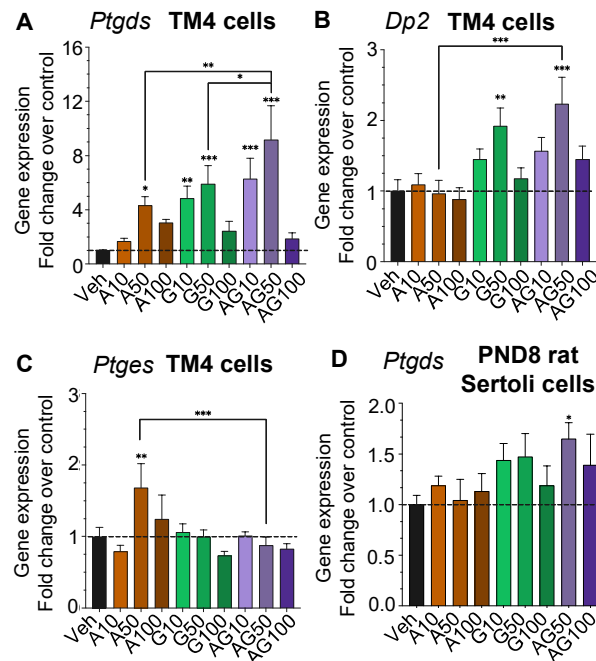 A Ptgds TM4 cells
Gene expression
Fold change over control
16
12
8
4
0
**
*
*
**
***
***
***
Veh A10 A50 A100 G10 G50 G100 AG10 AG50 AG100
B Dp2 TM4 cells
Gene expression
Fold change over control
3
2
1
0
***
**
***
Veh A10 A50 A100 G10 G50 G100 AG10 AG50 AG100
C Ptges TM4 cells
Gene expression
Fold change over control
3
2
1
0
***
**
Veh A10 A50 A100 G10 G50 G100 AG10 AG50 AG100
D Ptgds PND8 rat
Sertoli cells
Gene expression
Fold change over control
2.0
1.5
1.0
1.5
0.0
*
Veh A10 A50 A100 G10 G50 G100 AG10 AG50 AG100